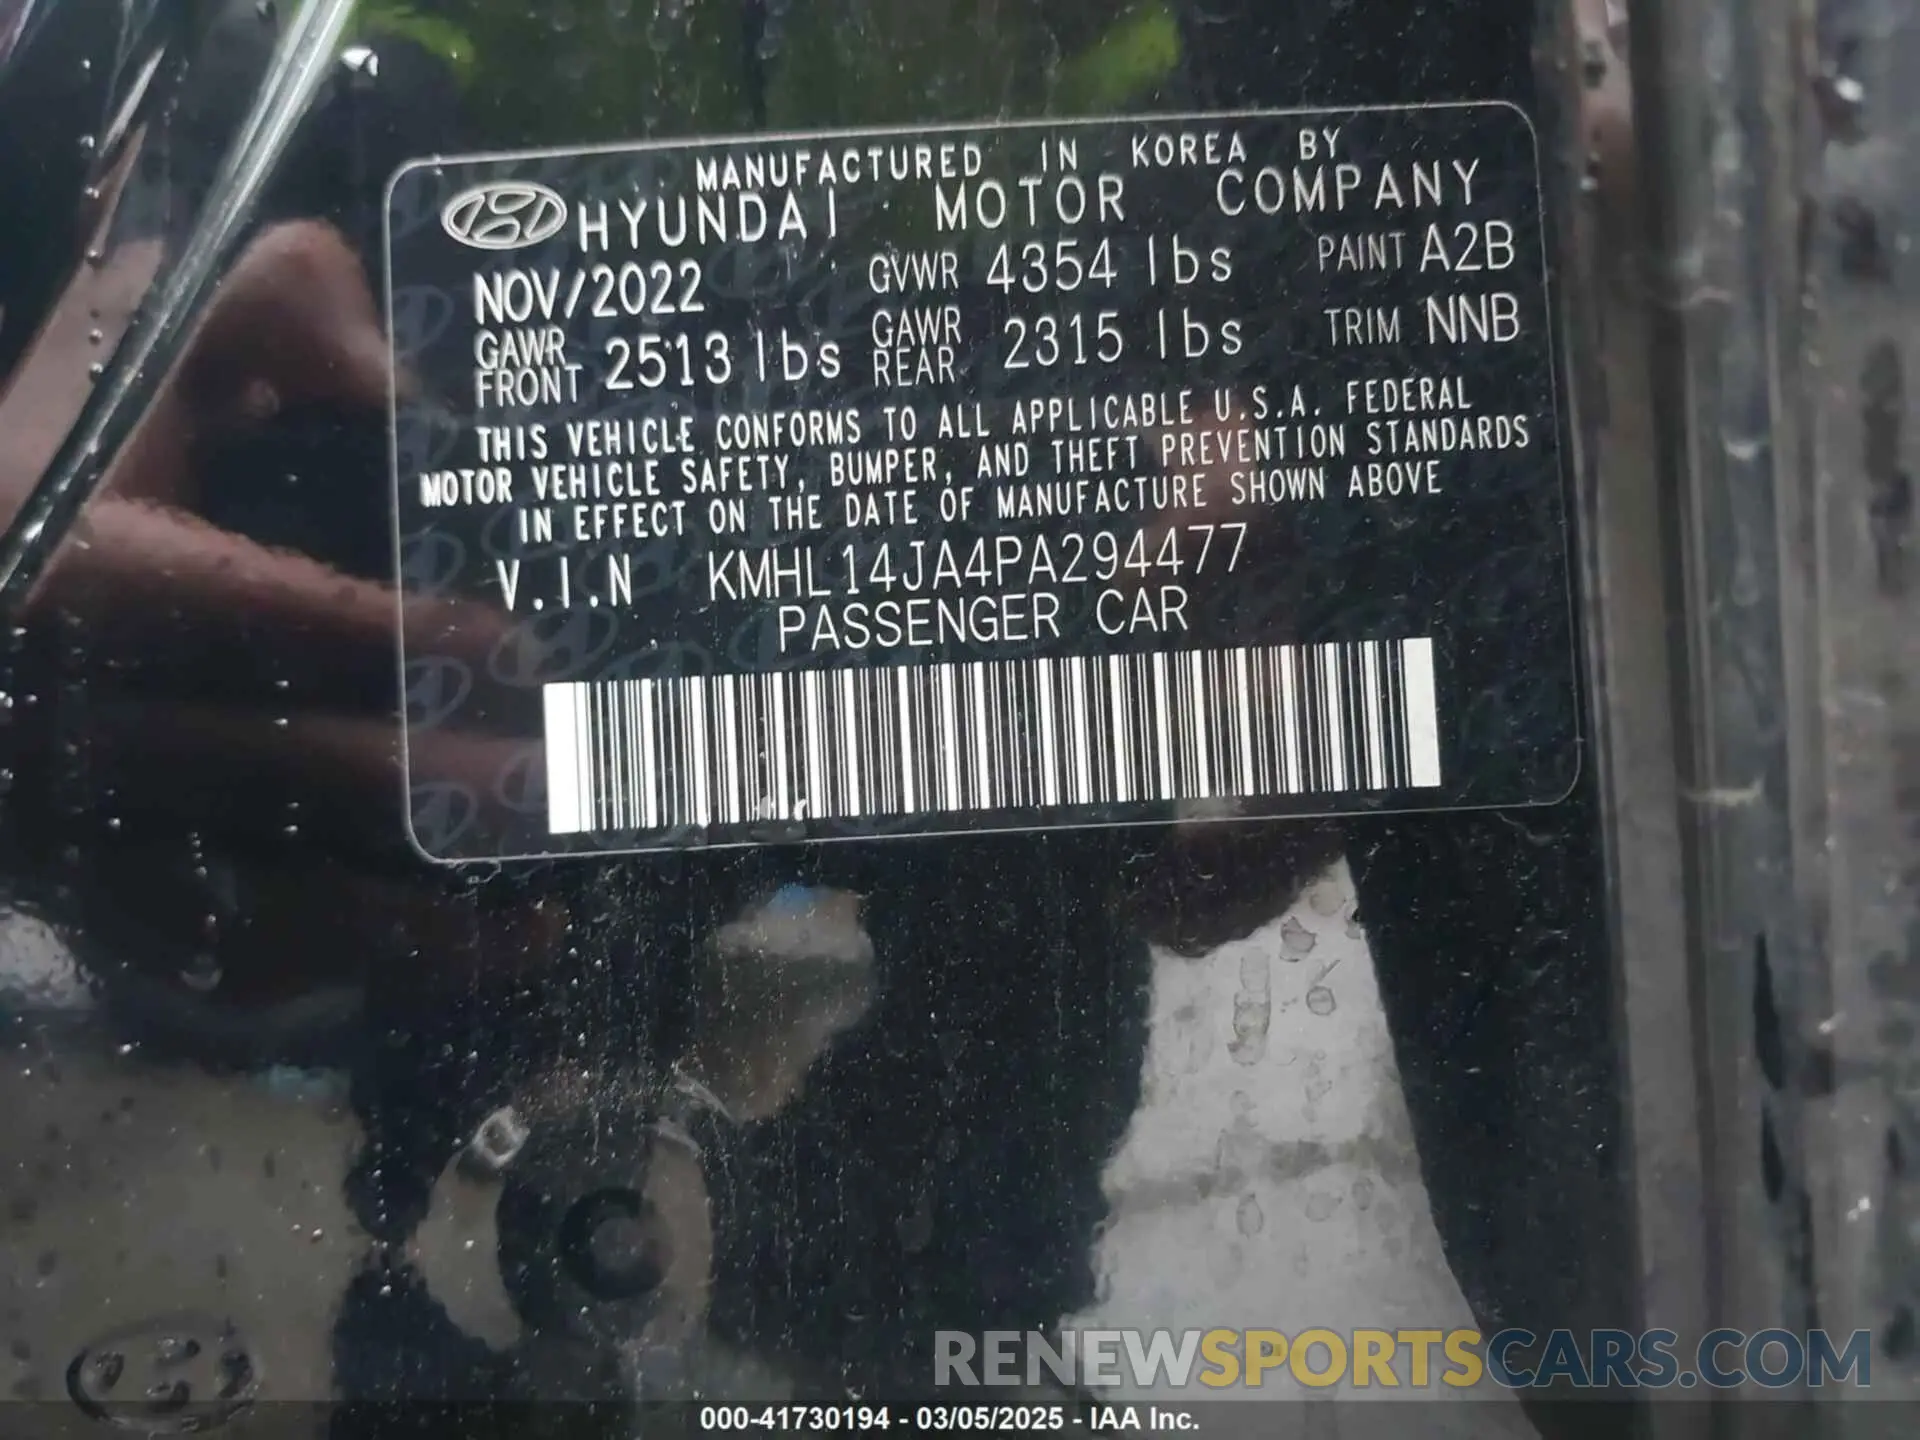 MANUFACTURED IN KOREA BY
HYUNDAI MOTOR COMPANY
NOV/2022 GVWR 4354 lbs PAINT A2B
GAWR FRONT 2513 lbs GAWR REAR 2315 lbs TRIM NNB
THIS VEHICLE CONFORMS TO ALL APPLICABLE U.S.A. FEDERAL
MOTOR VEHICLE SAFETY, BUMPER, AND THEFT PREVENTION STANDARDS
IN EFFECT ON THE DATE OF MANUFACTURE SHOWN ABOVE
V.I.N KMHL14JA4PA294477
PASSENGER CAR
RENEWSPORTSCARS.COM
000-41730194 - 03/05/2025 - IAA Inc.